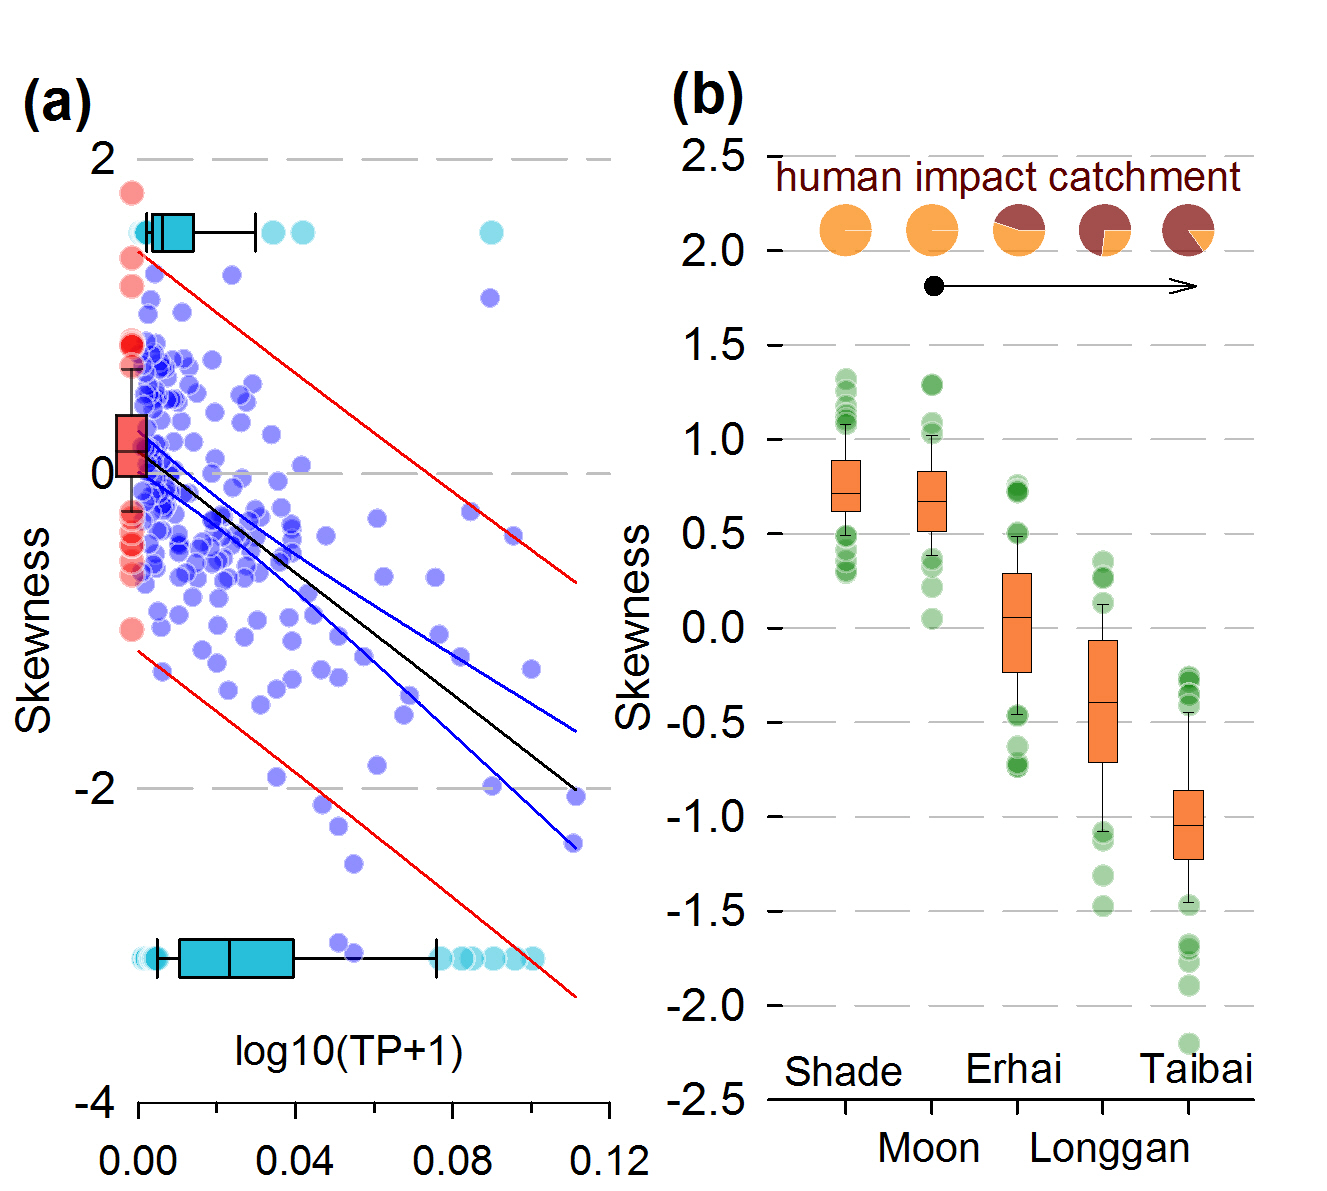 (a)
2
0
-2
-4
Skewness
log10(TP+1)
0.00 0.04 0.08 0.12
(b)
2.5
2.0
1.5
1.0
0.5
0.0
-0.5
-1.0
-1.5
-2.0
-2.5
Skewness
human impact catchment
Shade Erhai Taibai
Moon Longgan